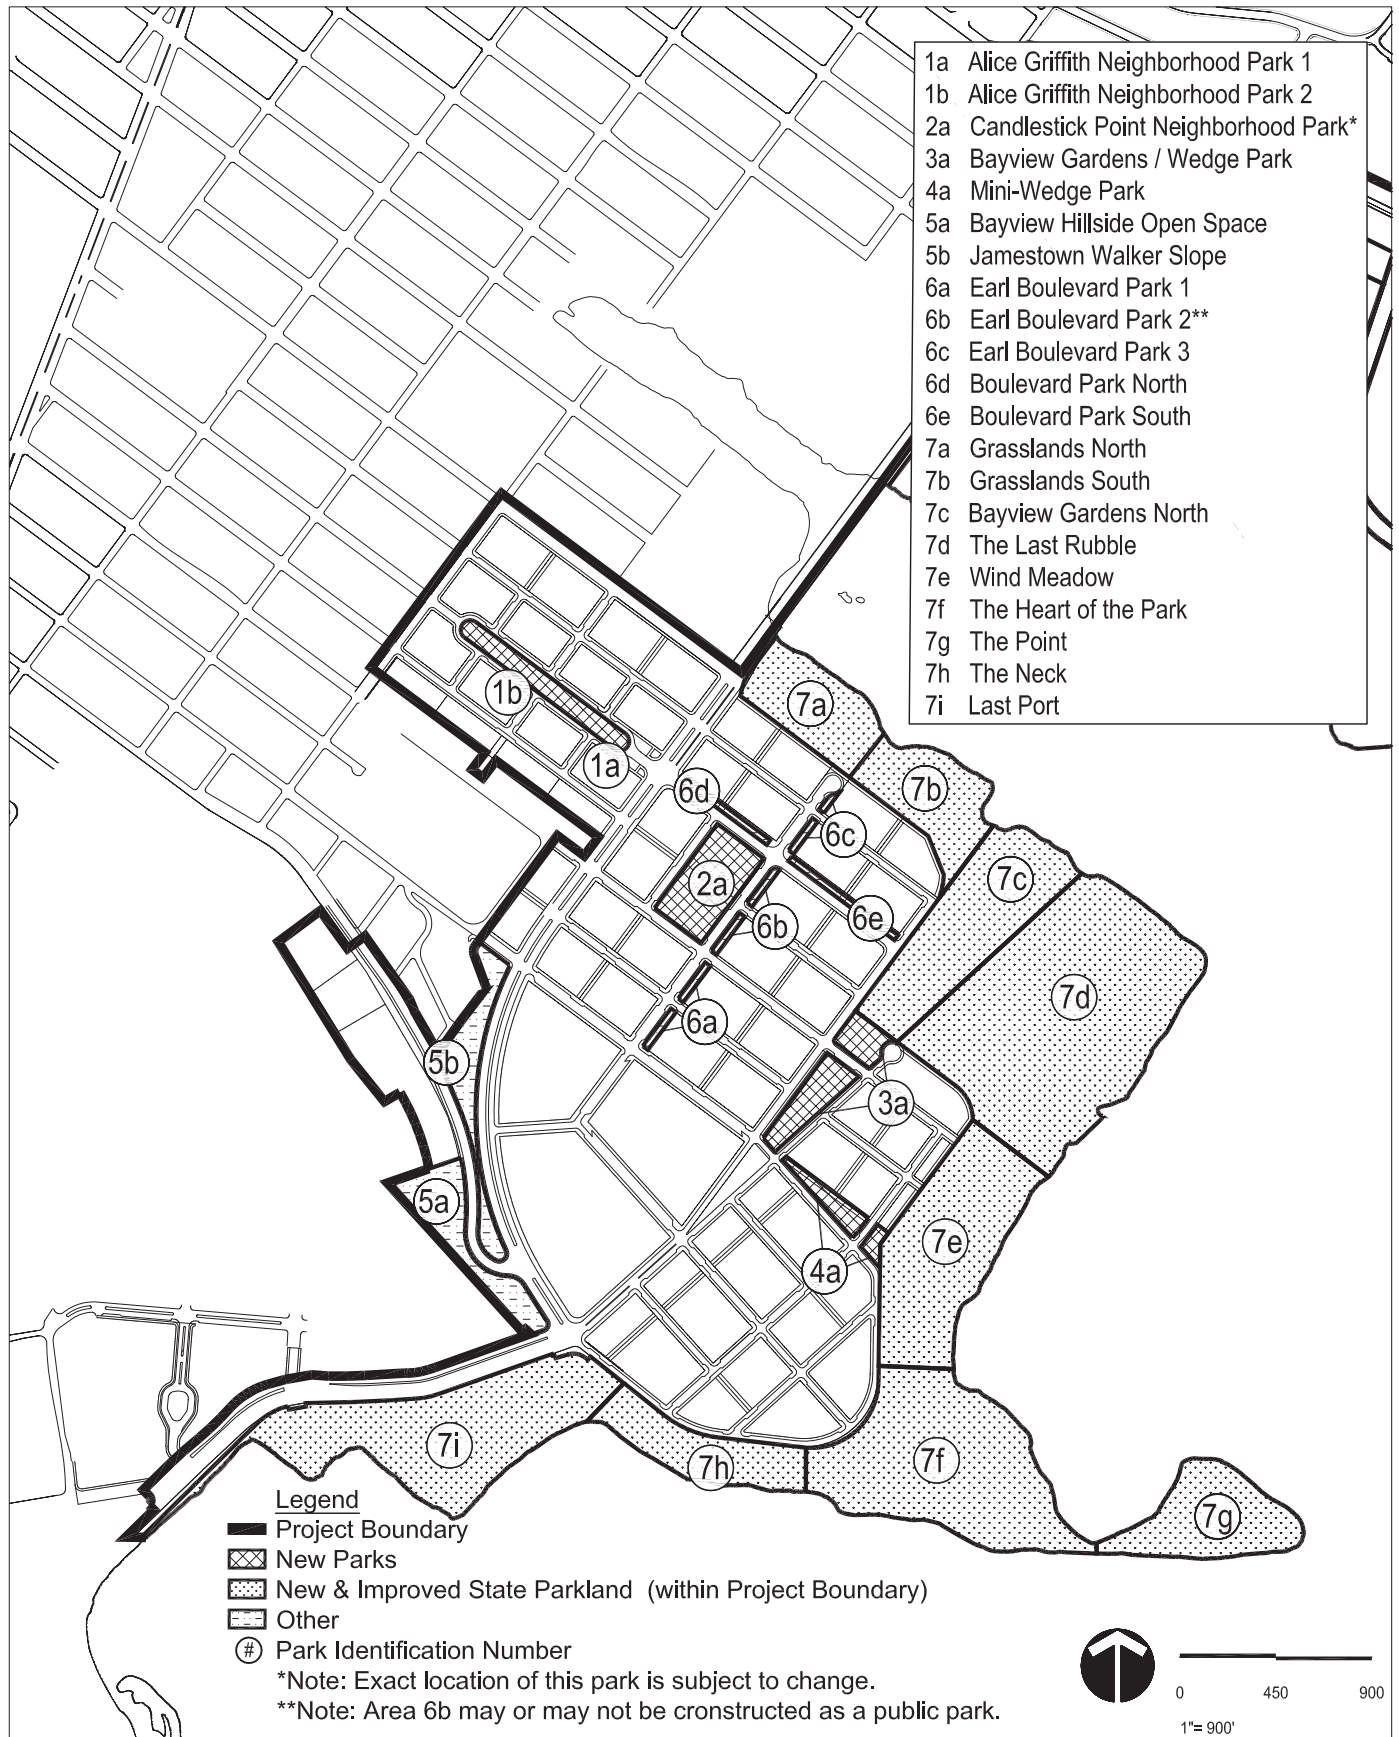 1a Alice Griffith Neighborhood Park 1
1b Alice Griffith Neighborhood Park 2
2a Candlestick Point Neighborhood Park*
3a Bayview Gardens / Wedge Park
4a Mini-Wedge Park
5a Bayview Hillside Open Space
5b Jamestown Walker Slope
6a Earl Boulevard Park 1
6b Earl Boulevard Park 2**
6c Earl Boulevard Park 3
6d Boulevard Park North
6e Boulevard Park South
7a Grasslands North
7b Grasslands South
7c Bayview Gardens North
7d The Last Rubble
7e Wind Meadow
7f The Heart of the Park
7g The Point
7h The Neck
7i Last Port
1b
7a
1a
6d
7b
6c
2a
7c
6e
6b
7d
6a
5b
3a
5a
7e
4a
7i
7h
7f
7g
Legend
Project Boundary
New Parks
New & Improved State Parkland (within Project Boundary)
Other
# Park Identification Number
*Note: Exact location of this park is subject to change.
**Note: Area 6b may or may not be cronstructed as a public park.
0 450 900
1"= 900'